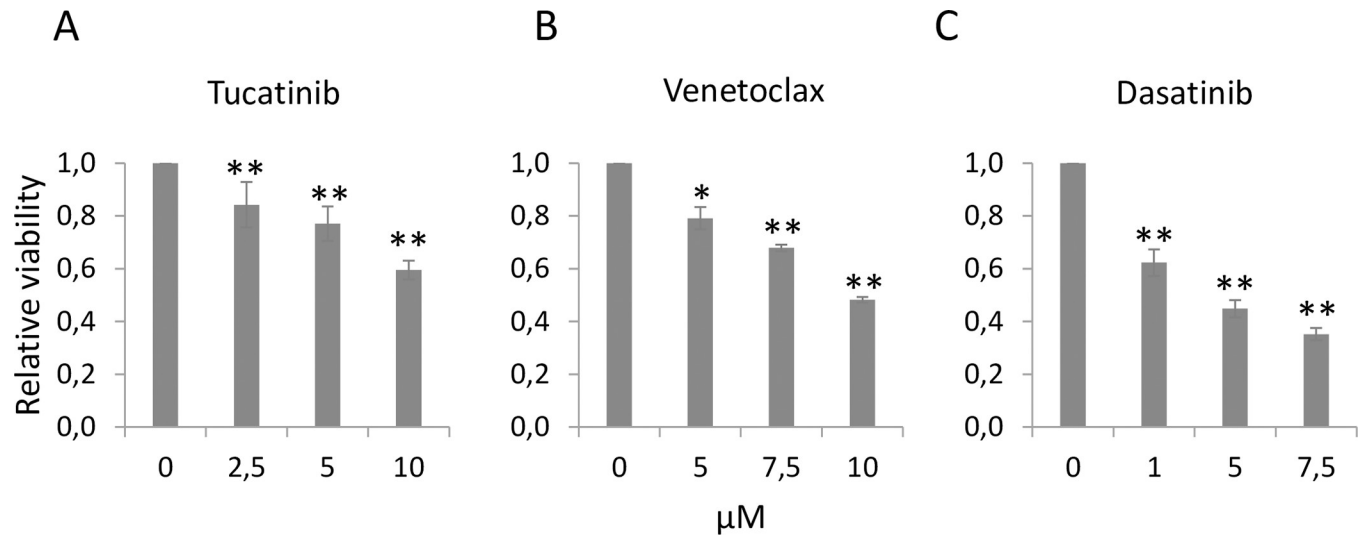 A
Tucatinib
Relative viability
1,0
0,8
0,6
0,4
0,2
0,0
**
**
**
0 2,5 5 10
B
Venetoclax
1,0
0,8
0,6
0,4
0,2
0,0
*
**
**
0 5 7,5 10
µM
C
Dasatinib
1,0
0,8
0,6
0,4
0,2
0,0
**
**
**
0 1 5 7,5